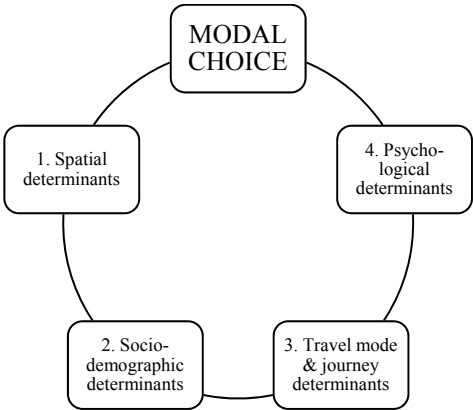 MODAL
CHOICE
1. Spatial
determinants
4. Psycho-
logical
determinants
2. Socio-
demographic
determinants
3. Travel mode
& journey
determinants